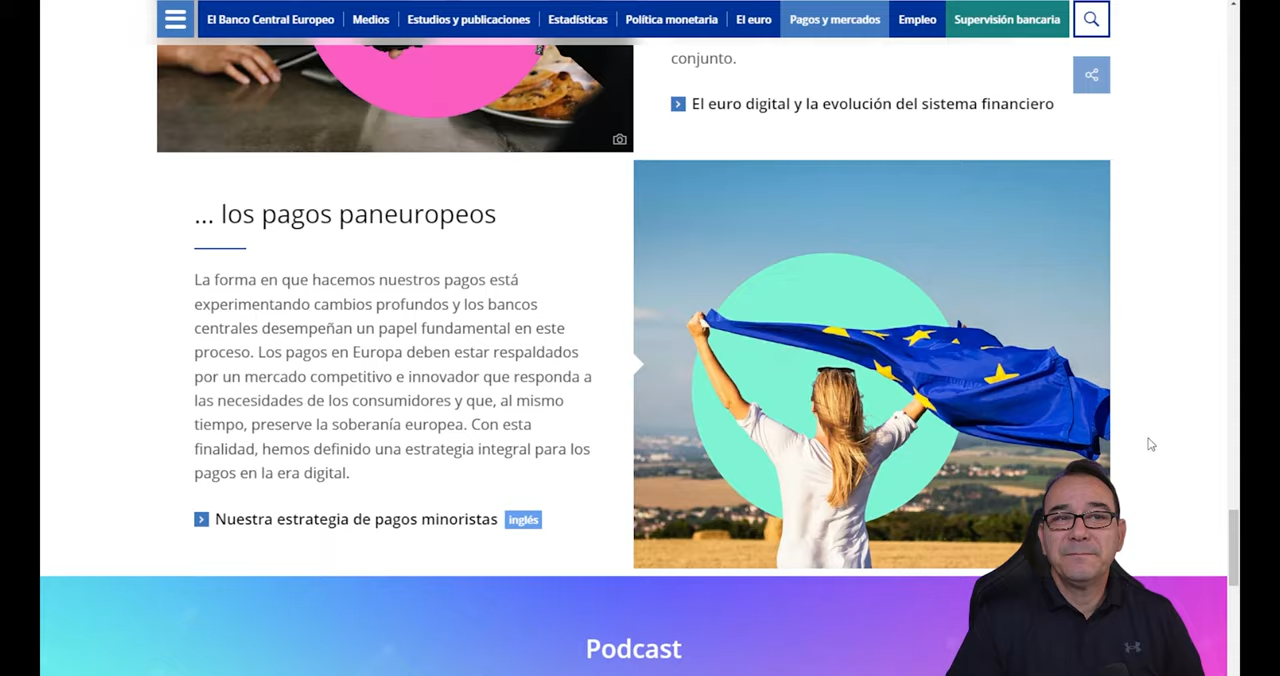 El Banco Central Europeo
Medios
Estudios y publicaciones
Estadísticas
Política monetaria
El euro
Pagos y mercados
Empleo
Supervisión bancaria
conjunto.
El euro digital y la evolución del sistema financiero
... los pagos paneuropeos
La forma en que hacemos nuestros pagos está
experimentando cambios profundos y los bancos
centrales desempeñan un papel fundamental en este
proceso. Los pagos en Europa deben estar respaldados
por un mercado competitivo e innovador que responda a
las necesidades de los consumidores y que, al mismo
tiempo, preserve la soberanía europea. Con esta
finalidad, hemos definido una estrategia integral para los
pagos en la era digital.
Nuestra estrategia de pagos minoristas inglés
Podcast